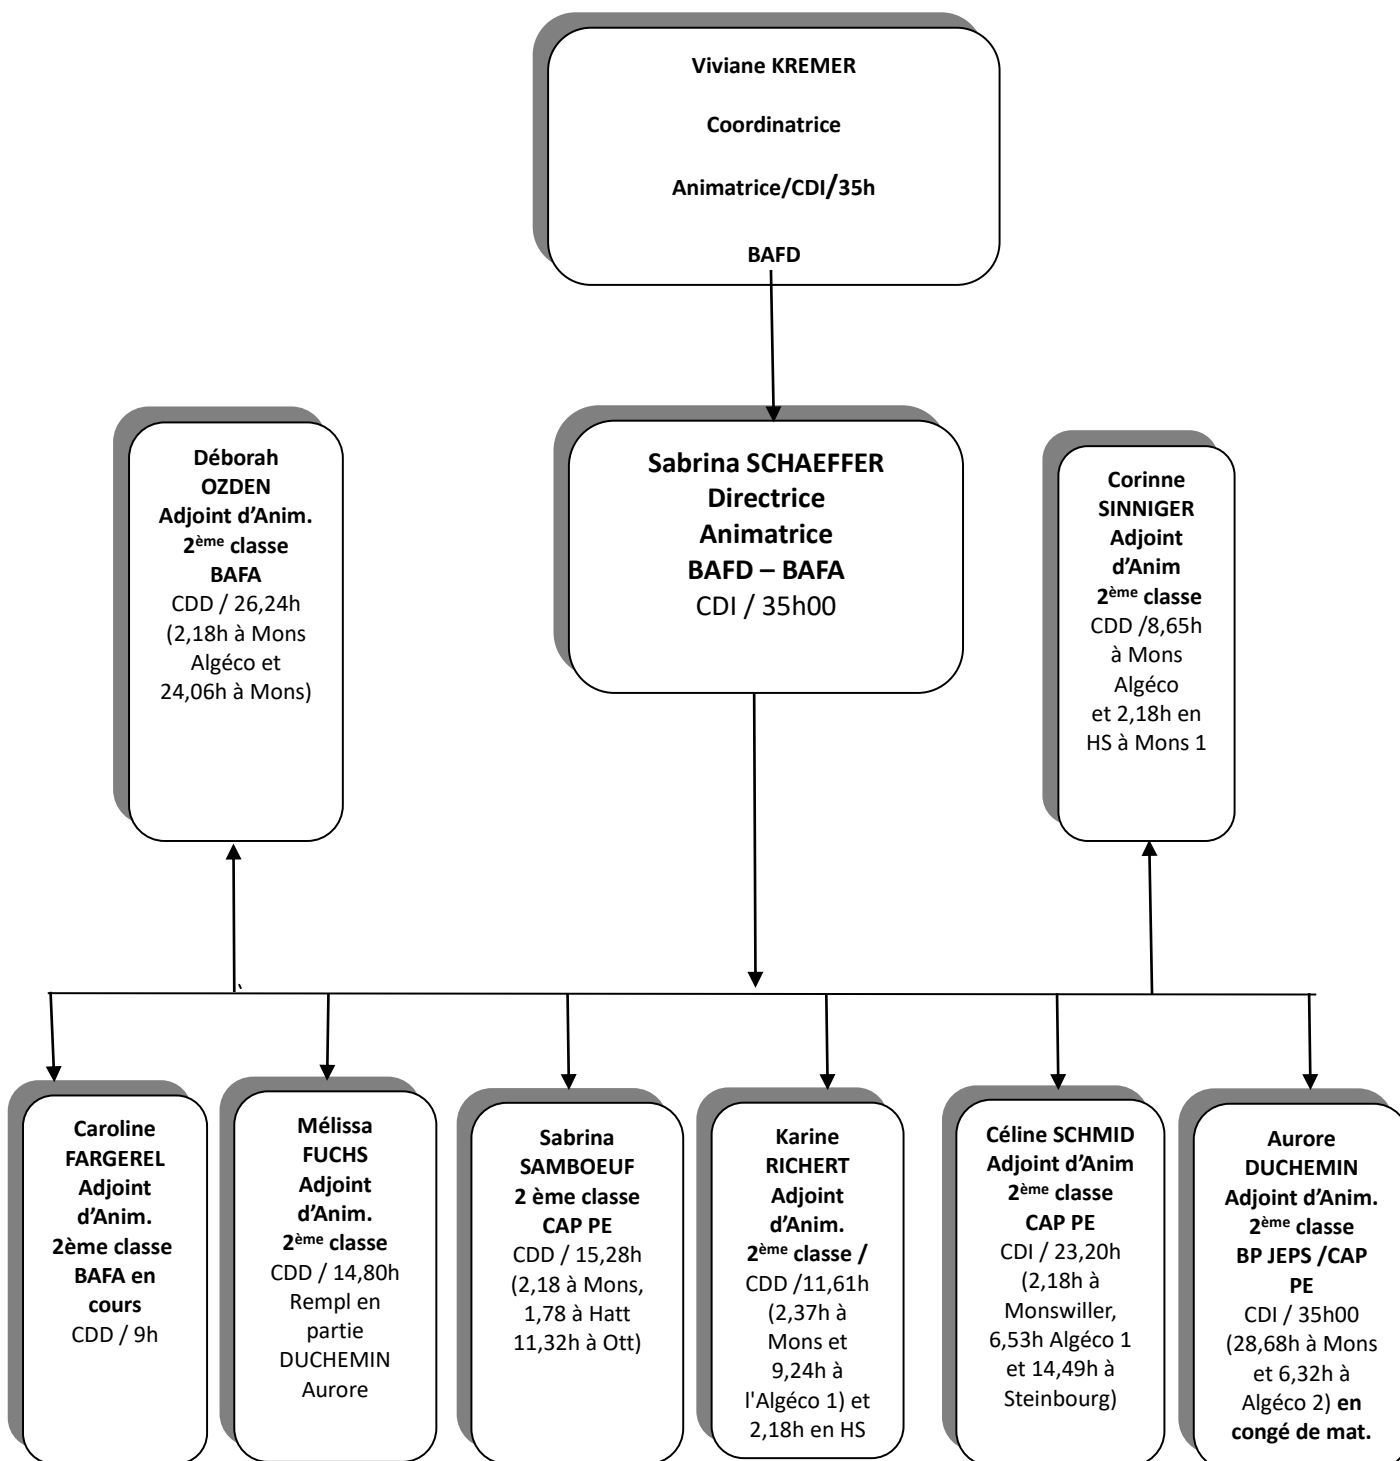 Viviane KREMER
Coordinatrice
Animatrice/CDI/35h
BAFD
Déborah
OZDEN
Adjoint d’Anim.
2ème classe
BAFA
CDD / 26,24h
(2,18h à Mons
Algéco et
24,06h à Mons)
Sabrina SCHAEFFER
Directrice
Animatrice
BAFD – BAFA
CDI / 35h00
Corinne
SINNIGER
Adjoint
d’Anim
2ème classe
CDD /8,65h
à Mons
Algéco
et 2,18h en
HS à Mons 1
Caroline
FARGEREL
Adjoint
d’Anim.
2ème classe
BAFA en
cours
CDD / 9h
Mélissa
FUCHS
Adjoint
d’Anim.
2ème classe
CDD / 14,80h
Rempl en
partie
DUCHEMIN
Aurore
Sabrina
SAMBOEUF
2 ème classe
CAP PE
CDD / 15,28h
(2,18 à Mons,
1,78 à Hatt
11,32h à Ott)
Karine
RICHERT
Adjoint
d’Anim.
2ème classe /
CDD /11,61h
(2,37h à
Mons et
9,24h à
l'Algéco 1) et
2,18h en HS
Céline SCHMID
Adjoint d’Anim
2ème classe
CAP PE
CDI / 23,20h
(2,18h à
Monswiller,
6,53h Algéco 1
et 14,49h à
Steinbourg)
Aurore
DUCHEMIN
Adjoint d’Anim.
2ème classe
BP JEPS /CAP
PE
CDI / 35h00
(28,68h à Mons
et 6,32h à
Algéco 2) en
congé de mat.